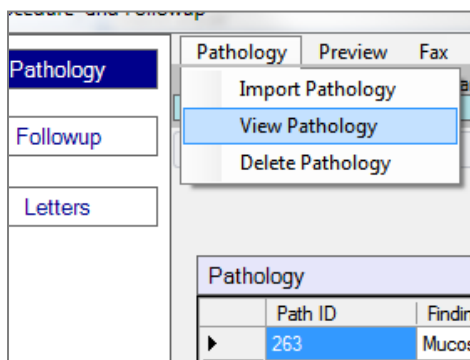 Pathology Preview Fax
Pathology
Import Pathology
View Pathology
Followup
Delete Pathology
Letters
Pathology
Path ID
263